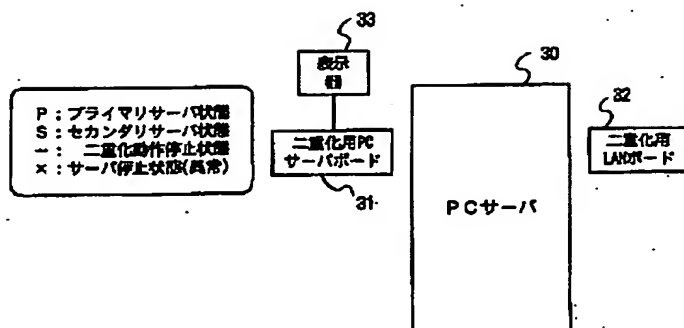 33
表示
器
30
P：プライマリサーバ状態
S：セカンダリサーバ状態
－：二重化動作停止状態
×：サーバ停止状態(異常)
二重化用PC
サーバボード
31
32
二重化用
LANボード
PCサーバ